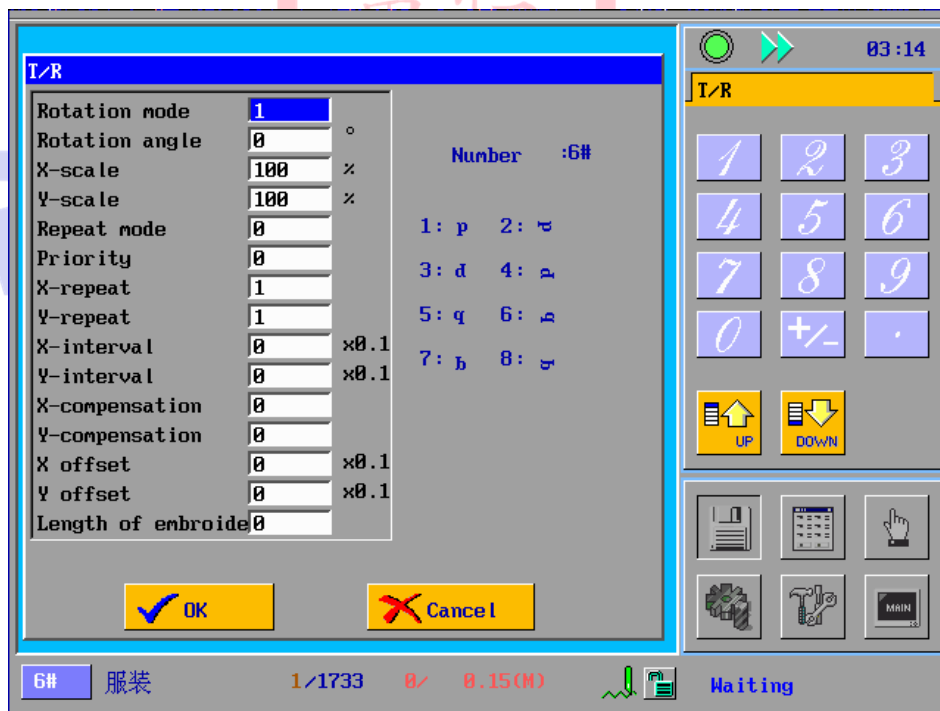 03:14
T/R
T/R
Rotation mode 1
Rotation angle 0 °
X-scale 100 %
Y-scale 100 %
Repeat mode 0
Priority 0
X-repeat 1
Y-repeat 1
X-interval 0 x0.1
Y-interval 0 x0.1
X-compensation 0
Y-compensation 0
X offset 0 x0.1
Y offset 0 x0.1
Length of embroide 0
Number :6#
1: p 2: p
3: d 4: p
5: q 6: q
7: b 8: q
1 2 3
4 5 6
7 8 9
0 +/- .
UP DOWN
OK Cancel
MAIN
6# 服装 1/1733 0/ 0.15(M) Waiting